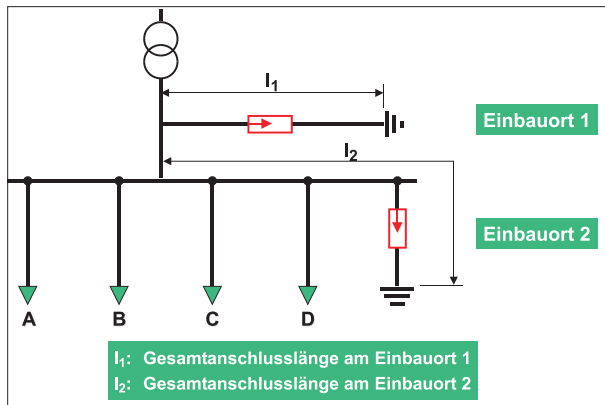 l₁
Einbauort 1
l₂
Einbauort 2
A B C D
l₁: Gesamtanschlusslänge am Einbauort 1
l₂: Gesamtanschlusslänge am Einbauort 2